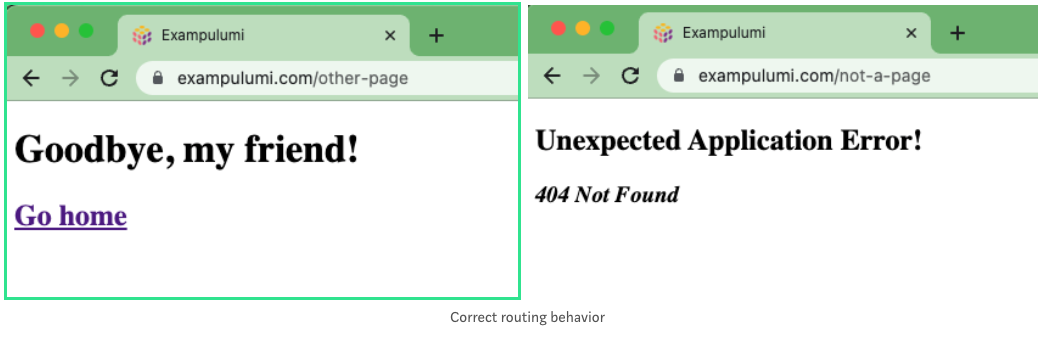 Exampulumi
exampulumi.com/other-page
Goodbye, my friend!
Go home
Exampulumi
exampulumi.com/not-a-page
Unexpected Application Error!
404 Not Found
Correct routing behavior